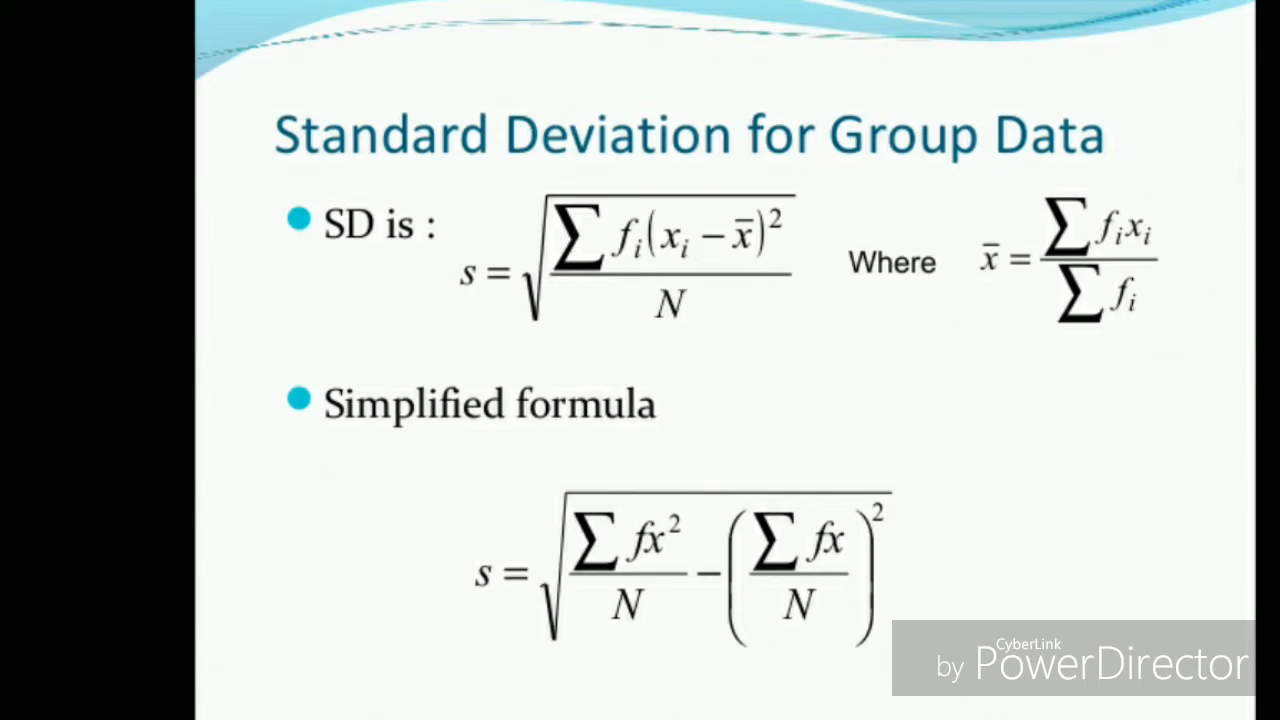 Standard Deviation for Group Data
SD is :
s = √(∑ fᵢ(xᵢ − x̄)² / N)
Where x̄ = ∑ fᵢxᵢ / ∑ fᵢ
Simplified formula
s = √(∑ fx² / N − (∑ fx / N)²)
CyberLink
by PowerDirector